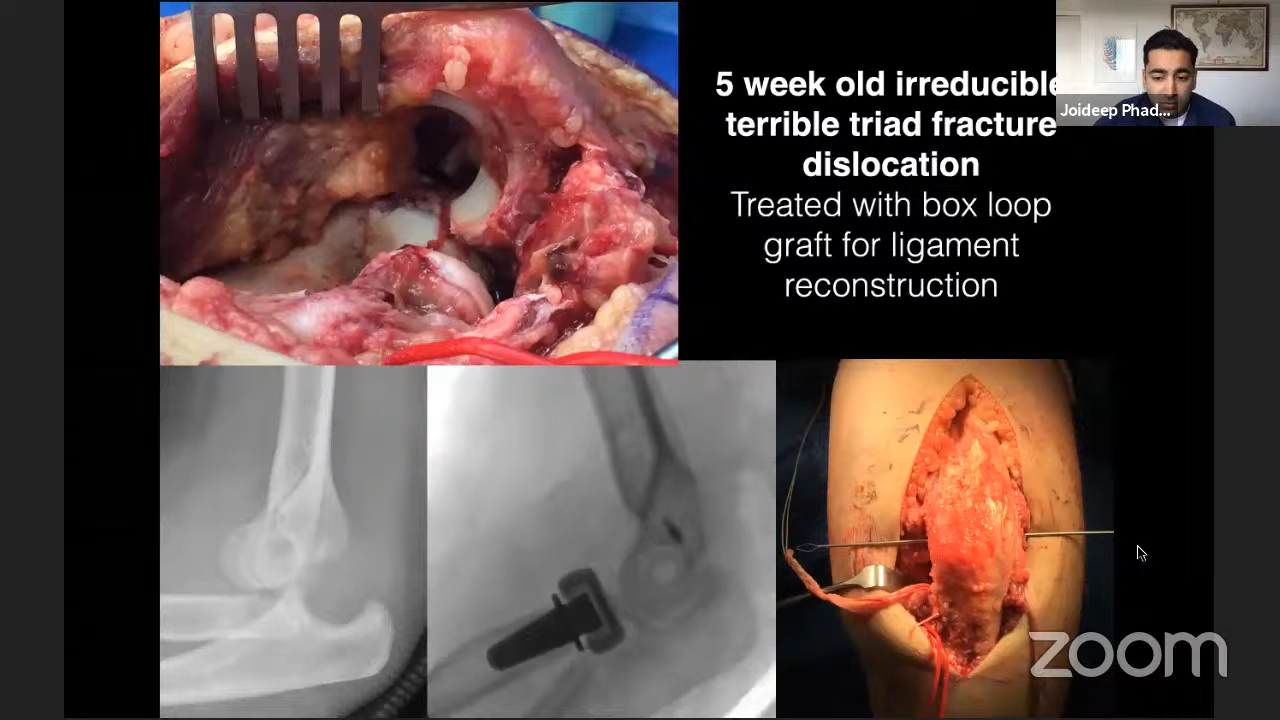 5 week old irreducible
terrible triad fracture
dislocation
Treated with box loop
graft for ligament
reconstruction
Joideep Phad...
zoom